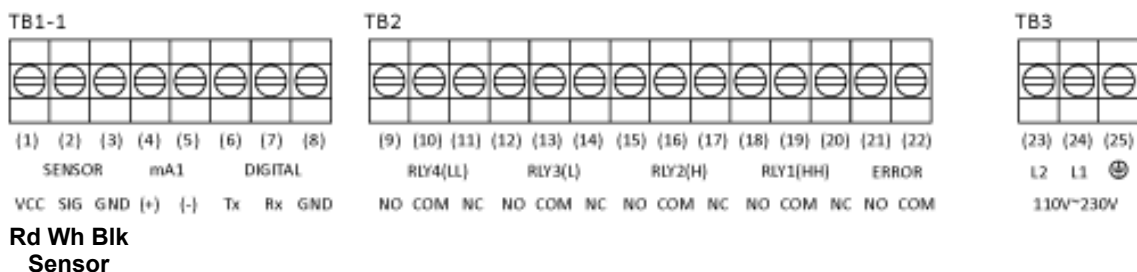 TB1-1 TB2 TB3
(1) (2) (3) (4) (5) (6) (7) (8) (9) (10) (11) (12) (13) (14) (15) (16) (17) (18) (19) (20) (21) (22) (23) (24) (25)
SENSOR mA1 DIGITAL RLY4(LL) RLY3(L) RLY2(H) RLY1(HH) ERROR L2 L1
VCC SIG GND (+) (-) Tx Rx GND NO COM NC NO COM NC NO COM NC NO COM NC NO COM 110V~230V
Rd Wh Blk
Sensor